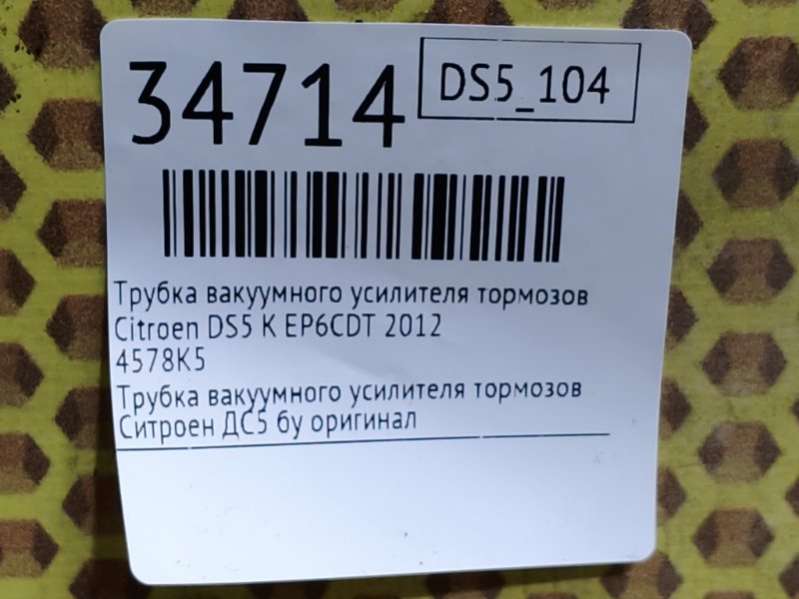 34714
DS5_104
Трубка вакуумного усилителя тормозов
Citroen DS5 K EP6CDT 2012
4578K5
Трубка вакуумного усилителя тормозов
Ситроен ДС5 бу оригинал